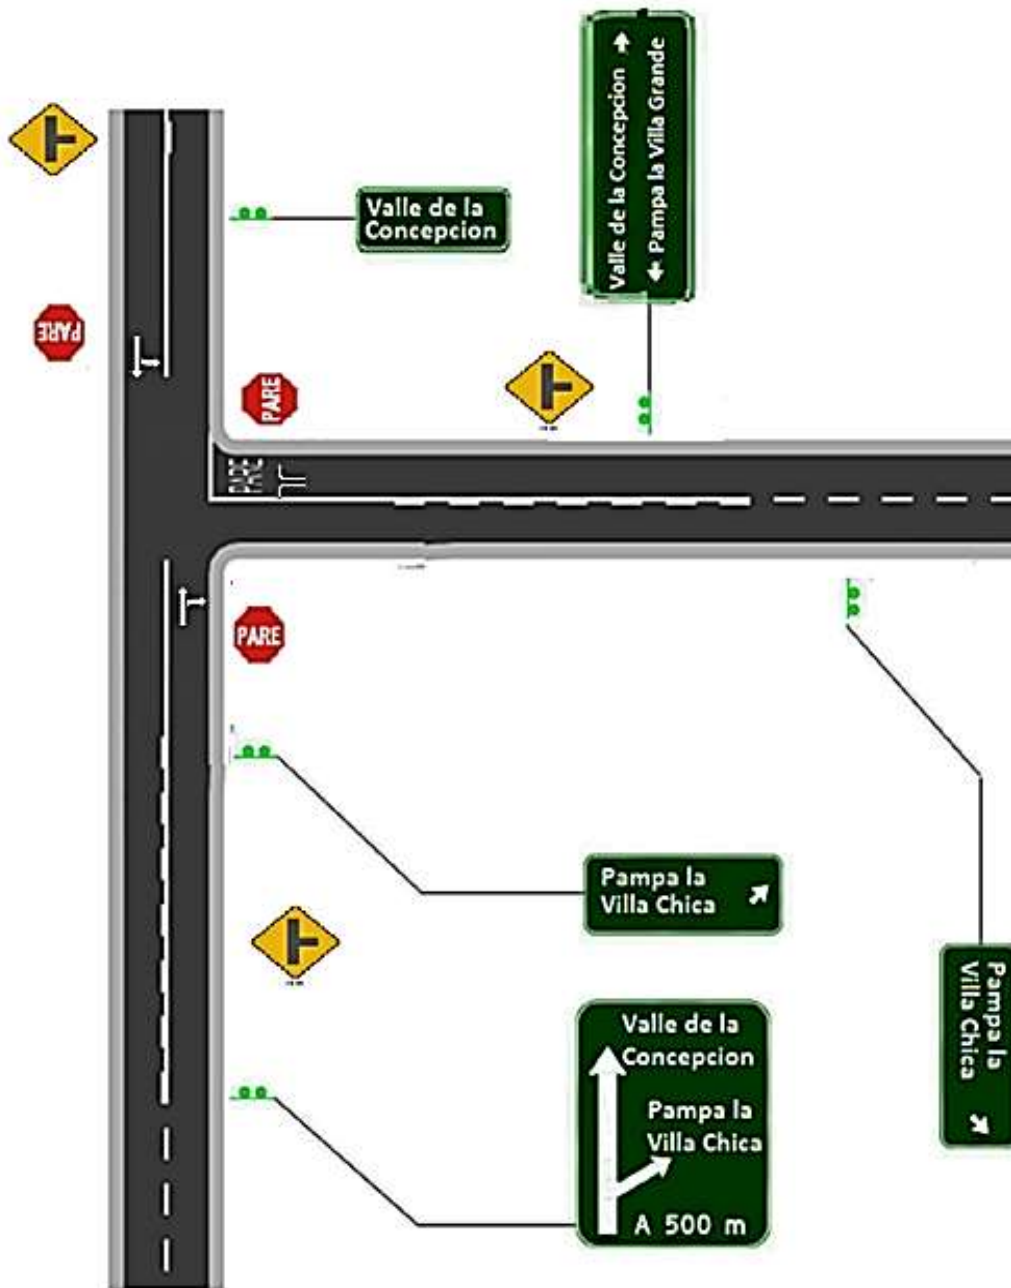 Valle de la Concepcion
Pampa la Villa Grande
Valle de la
Concepcion
PARE
PARE
PARE
PARE
Pampa la
Villa Chica
Pampa la
Villa Chica
Valle de la
Concepcion
Pampa la
Villa Chica
A 500 m